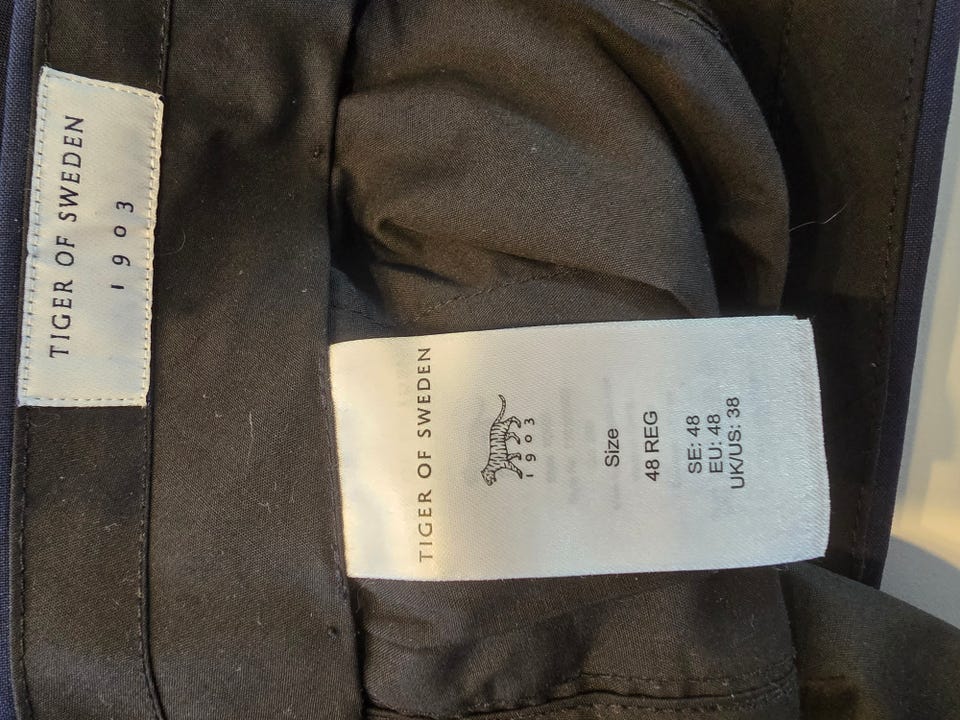 TIGER OF SWEDEN
1903
TIGER OF SWEDEN
1903
Size
48 REG
SE: 48
EU: 48
UK/US: 38